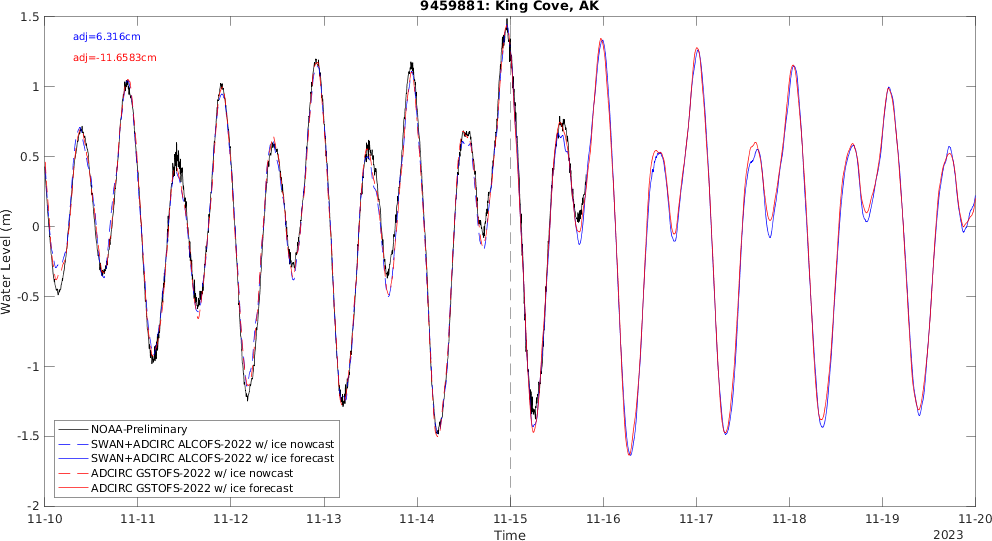 9459881: King Cove, AK
adj=6.316cm
adj=-11.6583cm
1.5
1
0.5
0
-0.5
-1
-1.5
-2
Water Level (m)
NOAA-Preliminary
SWAN+ADCIRC ALCOFS-2022 w/ ice nowcast
SWAN+ADCIRC ALCOFS-2022 w/ ice forecast
ADCIRC GSTOFS-2022 w/ ice nowcast
ADCIRC GSTOFS-2022 w/ ice forecast
11-10 11-11 11-12 11-13 11-14 11-15 11-16 11-17 11-18 11-19 11-20
Time
2023